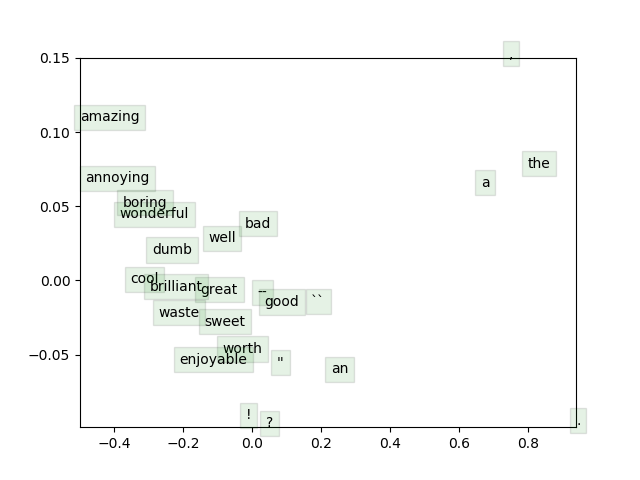 ,
0.15
amazing
0.10
the
a
annoying
boring
0.05
wonderful
bad
well
dumb
cool
0.00
brilliant
great
--
good
``
waste
sweet
worth
−0.05
enjoyable
"
an
!
?
.
−0.4 −0.2 0.0 0.2 0.4 0.6 0.8